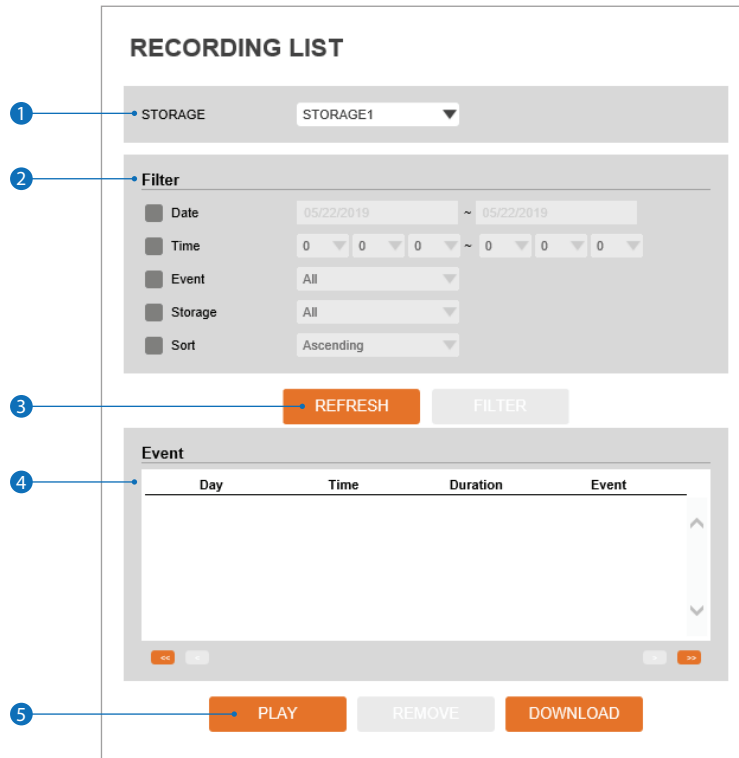 RECORDING LIST
1 STORAGE STORAGE1
2 Filter
Date 05/22/2019 ~ 05/22/2019
Time 0 0 0 ~ 0 0 0
Event All
Storage All
Sort Ascending
3 REFRESH FILTER
Event
4 Day Time Duration Event
<< < > >>
5 PLAY REMOVE DOWNLOAD